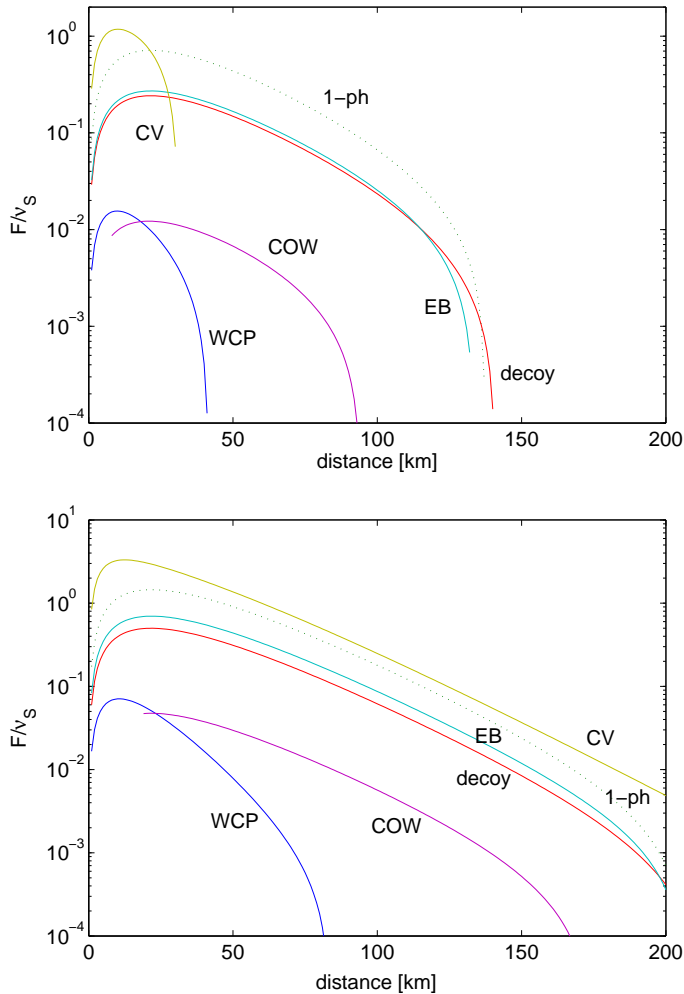 10^0
10^-1
10^-2
10^-3
10^-4
F/ν_S
CV
1−ph
COW
WCP
EB
decoy
0 50 100 150 200
distance [km]
10^1
10^0
10^-1
10^-2
10^-3
10^-4
F/ν_S
EB
CV
decoy
1−ph
WCP
COW
0 50 100 150 200
distance [km]